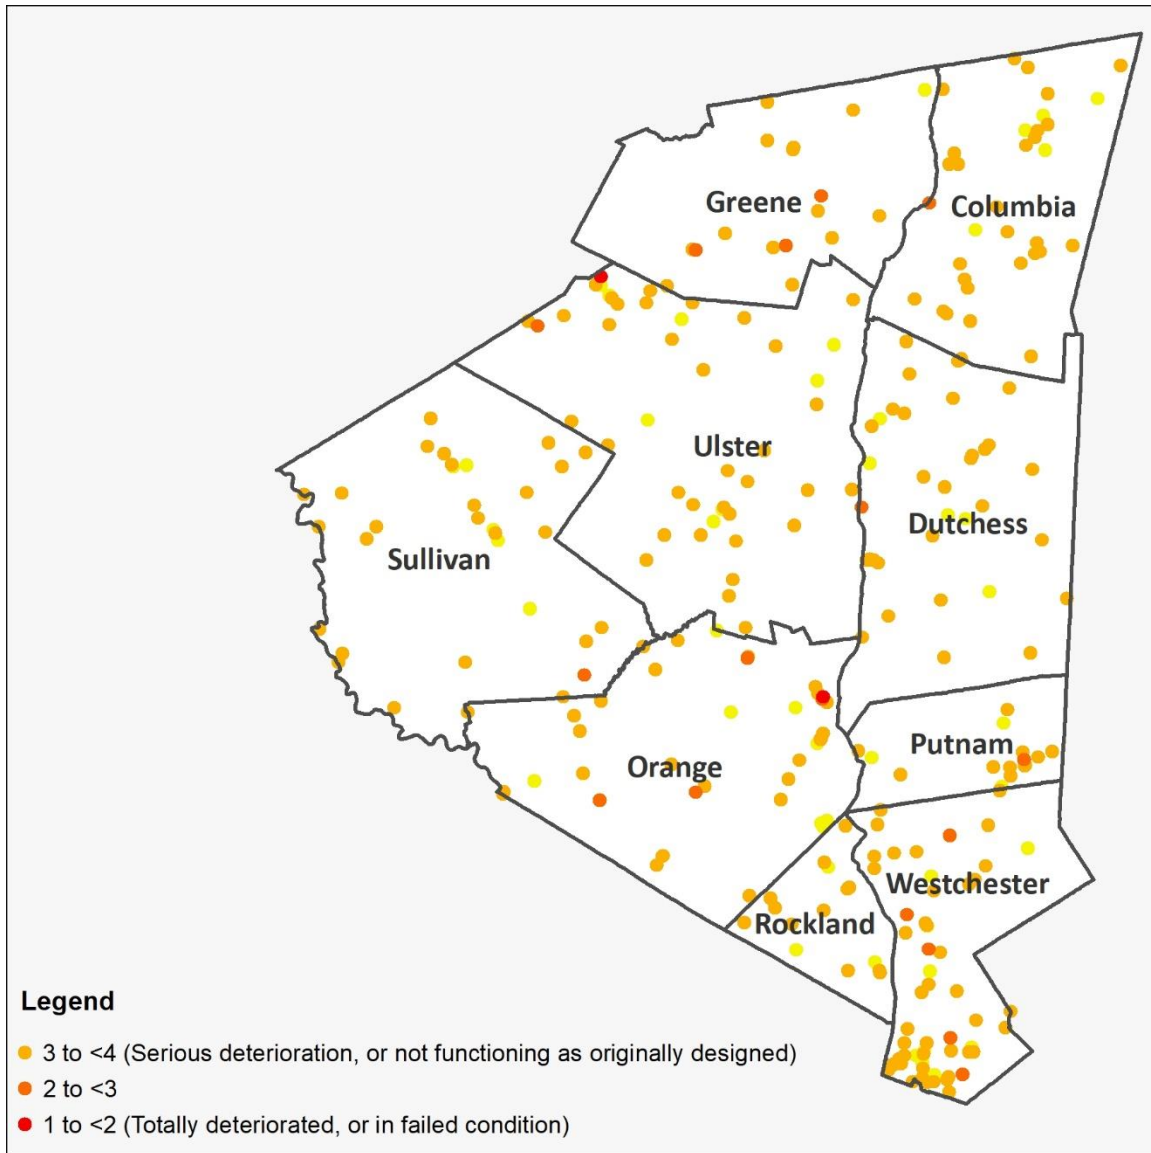 Greene
Columbia
Ulster
Dutchess
Sullivan
Putnam
Orange
Westchester
Rockland
Legend
3 to <4 (Serious deterioration, or not functioning as originally designed)
2 to <3
1 to <2 (Totally deteriorated, or in failed condition)